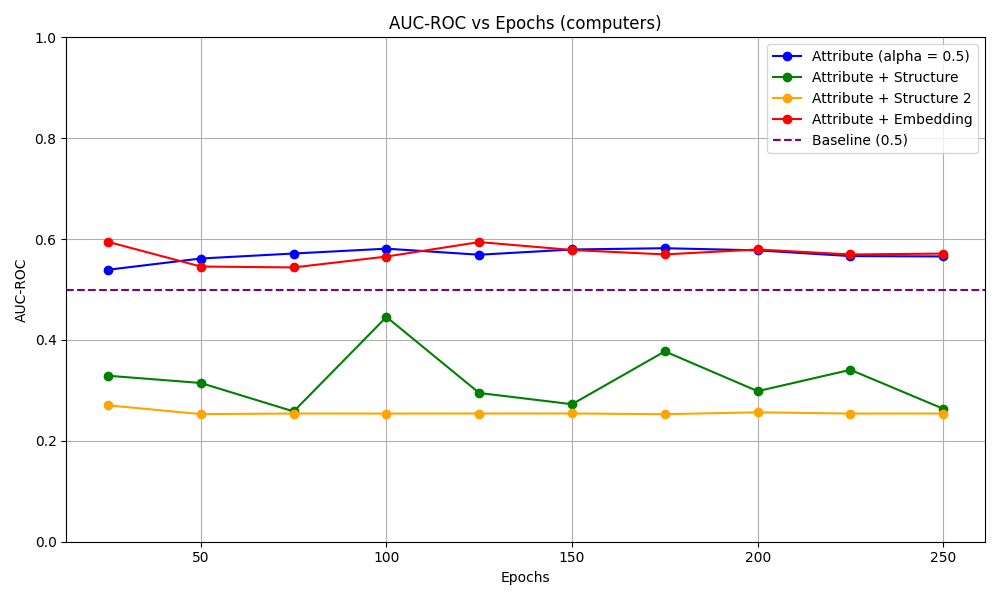 AUC-ROC vs Epochs (computers)
AUC-ROC
1.0
0.8
0.6
0.4
0.2
0.0
Attribute (alpha = 0.5)
Attribute + Structure
Attribute + Structure 2
Attribute + Embedding
Baseline (0.5)
50 100 150 200 250
Epochs